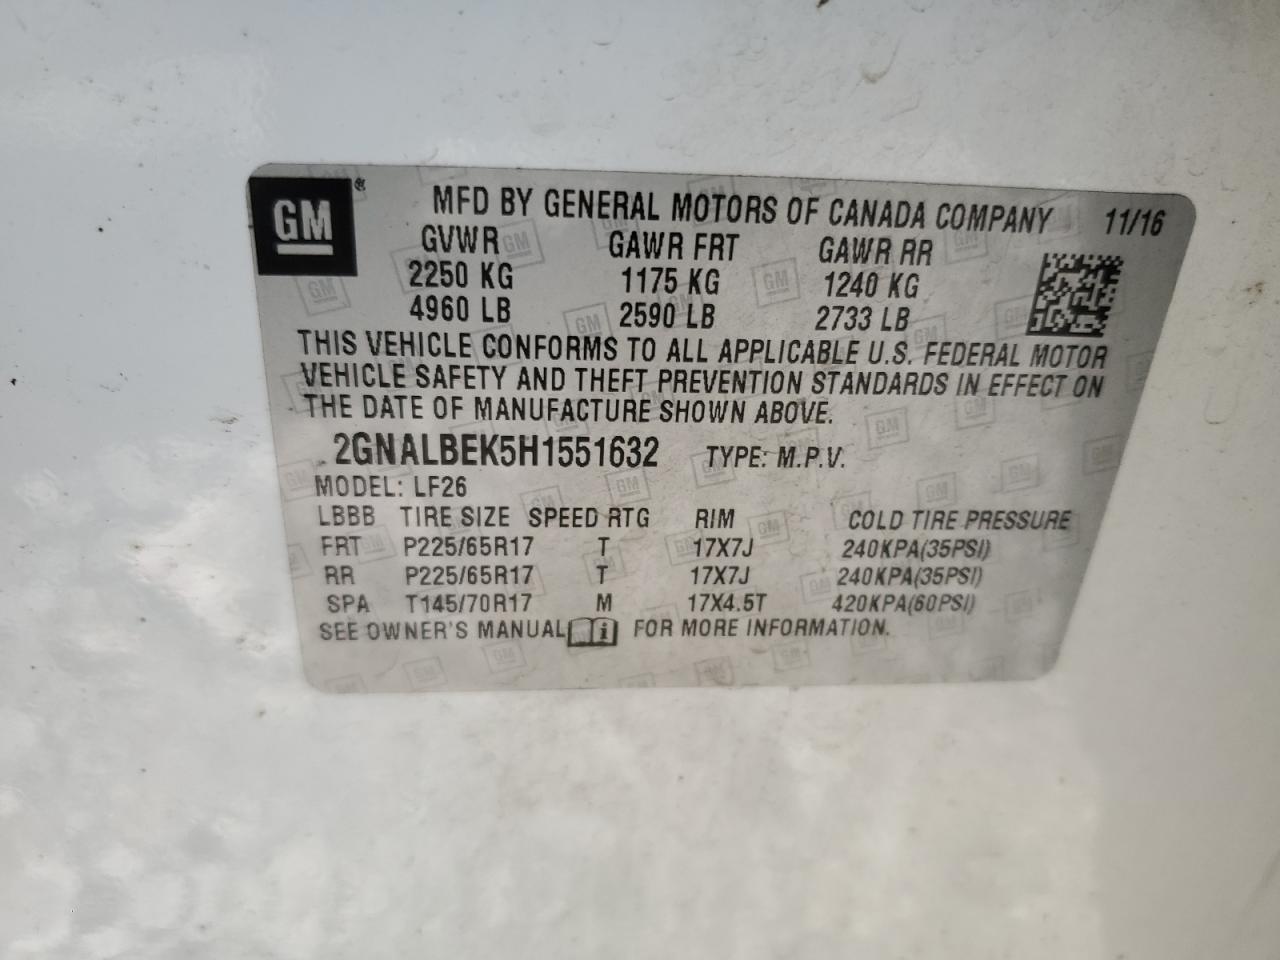 GM ® MFD BY GENERAL MOTORS OF CANADA COMPANY 11/16
GVWR GAWR FRT GAWR RR
2250 KG 1175 KG 1240 KG
4960 LB 2590 LB 2733 LB
THIS VEHICLE CONFORMS TO ALL APPLICABLE U.S. FEDERAL MOTOR
VEHICLE SAFETY AND THEFT PREVENTION STANDARDS IN EFFECT ON
THE DATE OF MANUFACTURE SHOWN ABOVE.
2GNALBEK5H1551632 TYPE: M.P.V.
MODEL: LF26
LBBB TIRE SIZE SPEED RTG RIM COLD TIRE PRESSURE
FRT P225/65R17 T 17X7J 240KPA(35PSI)
RR P225/65R17 T 17X7J 240KPA(35PSI)
SPA T145/70R17 M 17X4.5T 420KPA(60PSI)
SEE OWNER'S MANUAL i FOR MORE INFORMATION.